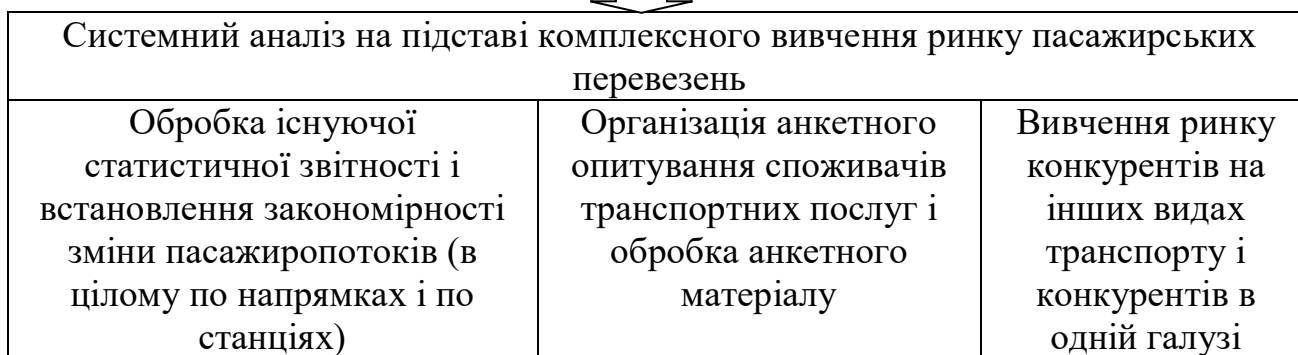 Системний аналіз на підставі комплексного вивчення ринку пасажирських
перевезень
Обробка існуючої
статистичної звітності і
встановлення закономірності
зміни пасажиропотоків (в
цілому по напрямках і по
станціях)
Організація анкетного
опитування споживачів
транспортних послуг і
обробка анкетного
матеріалу
Вивчення ринку
конкурентів на
інших видах
транспорту і
конкурентів в
одній галузі